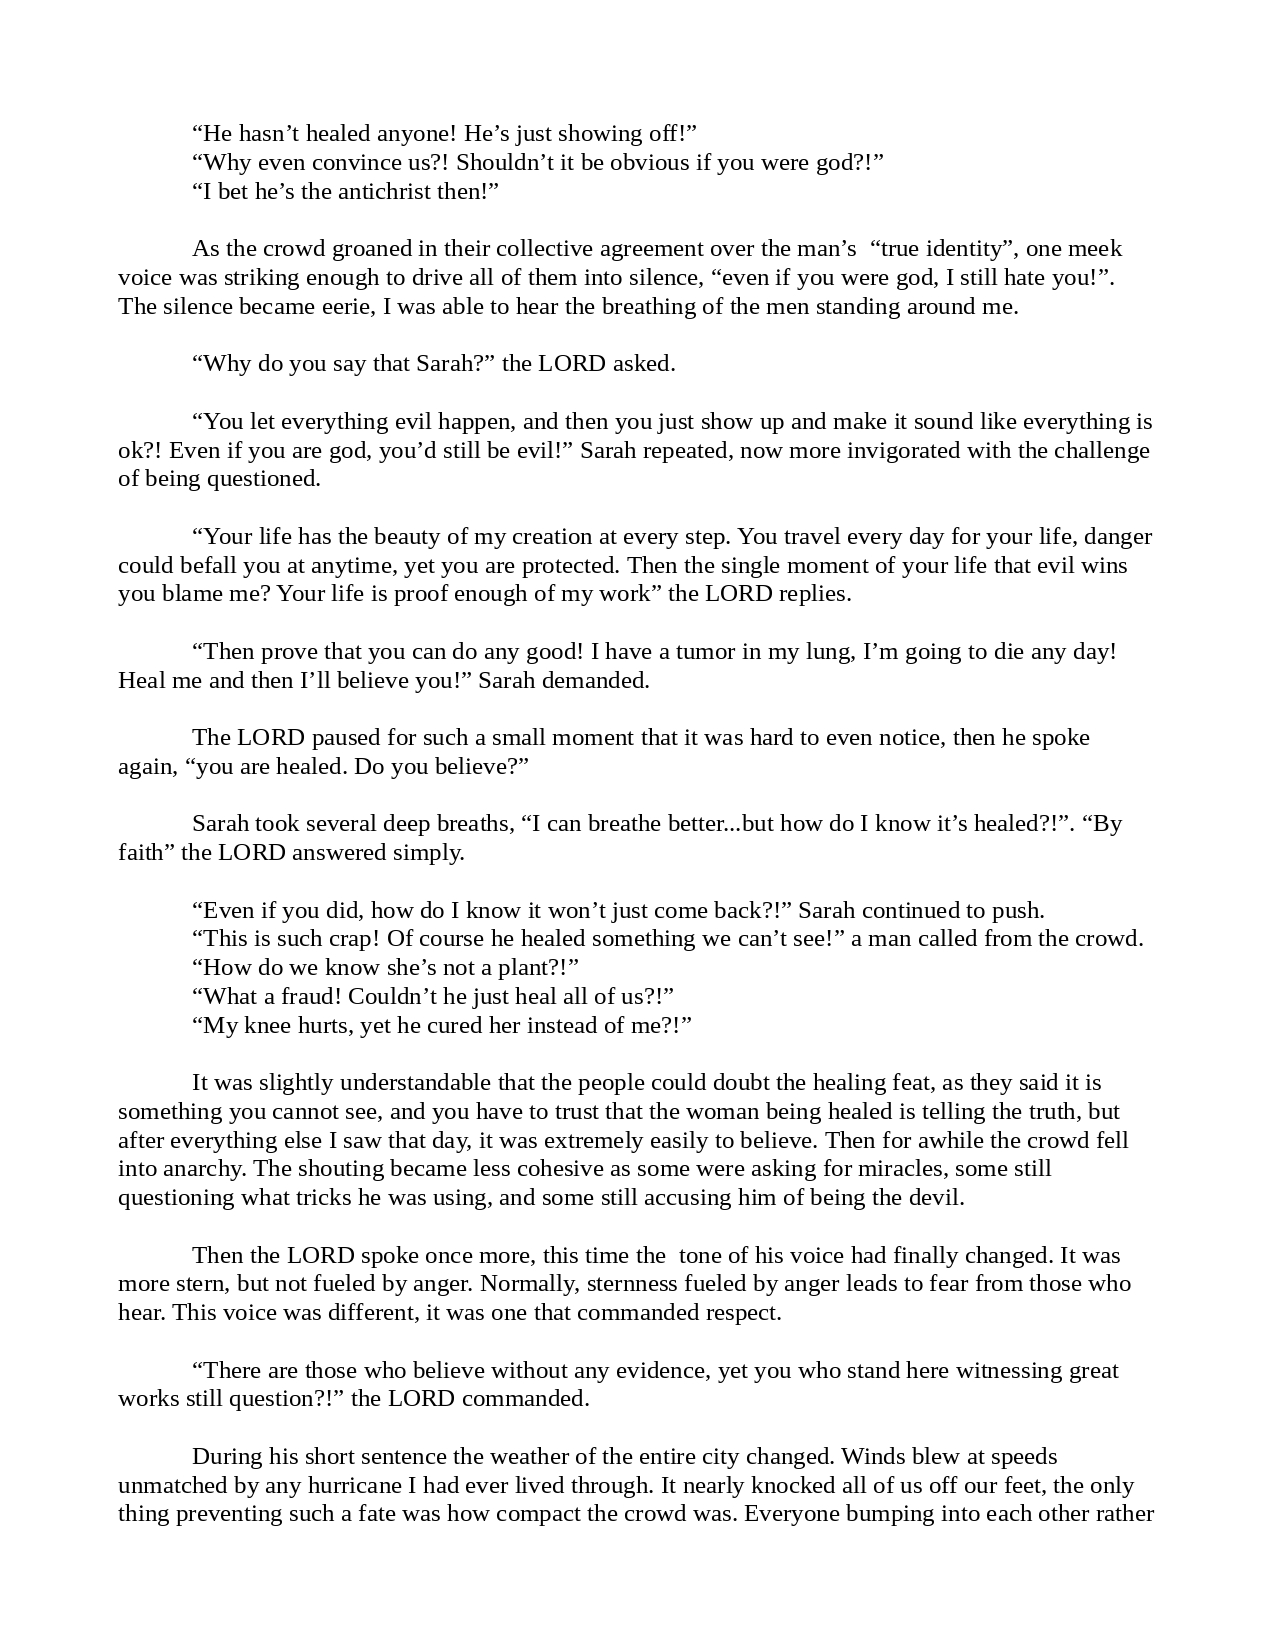 “He hasn’t healed anyone! He’s just showing off!”
“Why even convince us?! Shouldn’t it be obvious if you were god?!”
“I bet he’s the antichrist then!”
As the crowd groaned in their collective agreement over the man’s  “true identity”, one meek
voice was striking enough to drive all of them into silence, “even if you were god, I still hate you!”.
The silence became eerie, I was able to hear the breathing of the men standing around me.
“Why do you say that Sarah?” the LORD asked.
“You let everything evil happen, and then you just show up and make it sound like everything is
ok?! Even if you are god, you’d still be evil!” Sarah repeated, now more invigorated with the challenge
of being questioned.
“Your life has the beauty of my creation at every step. You travel every day for your life, danger
could befall you at anytime, yet you are protected. Then the single moment of your life that evil wins
you blame me? Your life is proof enough of my work” the LORD replies.
“Then prove that you can do any good! I have a tumor in my lung, I’m going to die any day!
Heal me and then I’ll believe you!” Sarah demanded.
The LORD paused for such a small moment that it was hard to even notice, then he spoke
again, “you are healed. Do you believe?”
Sarah took several deep breaths, “I can breathe better...but how do I know it’s healed?!”. “By
faith” the LORD answered simply.
“Even if you did, how do I know it won’t just come back?!” Sarah continued to push.
“This is such crap! Of course he healed something we can’t see!” a man called from the crowd.
“How do we know she’s not a plant?!”
“What a fraud! Couldn’t he just heal all of us?!”
“My knee hurts, yet he cured her instead of me?!”
It was slightly understandable that the people could doubt the healing feat, as they said it is
something you cannot see, and you have to trust that the woman being healed is telling the truth, but
after everything else I saw that day, it was extremely easily to believe. Then for awhile the crowd fell
into anarchy. The shouting became less cohesive as some were asking for miracles, some still
questioning what tricks he was using, and some still accusing him of being the devil.
Then the LORD spoke once more, this time the  tone of his voice had finally changed. It was
more stern, but not fueled by anger. Normally, sternness fueled by anger leads to fear from those who
hear. This voice was different, it was one that commanded respect.
“There are those who believe without any evidence, yet you who stand here witnessing great
works still question?!” the LORD commanded.
During his short sentence the weather of the entire city changed. Winds blew at speeds
unmatched by any hurricane I had ever lived through. It nearly knocked all of us off our feet, the only
thing preventing such a fate was how compact the crowd was. Everyone bumping into each other rather